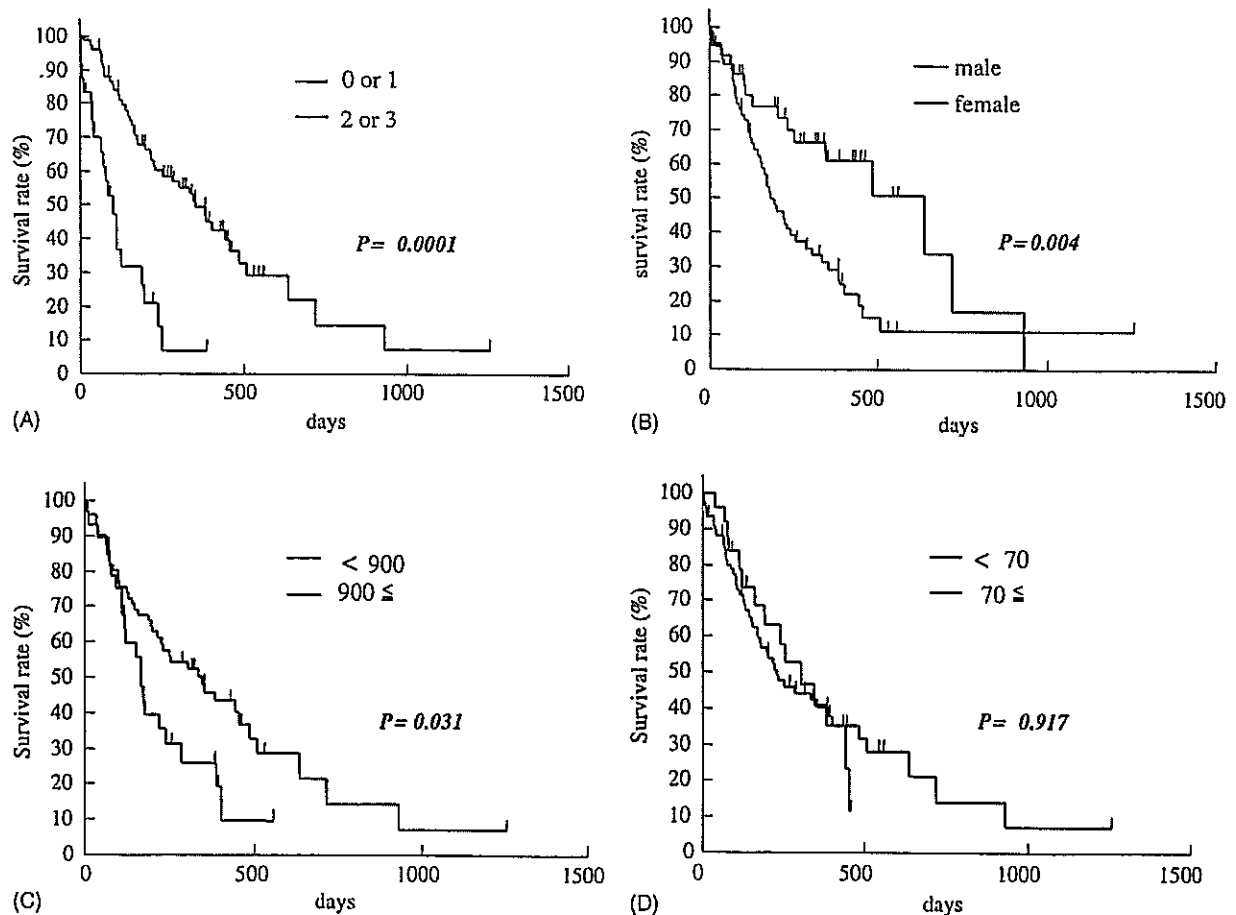 100
.90
80
70
60
50
40
30
20
10
0
Survival rate (%)
0 or 1
2 or 3
P= 0.0001
0 500 1000 1500
days
(A)
100
90
80
70
60
50
40
30
20
10
0
survival rate (%)
male
female
P=0.004
0 500 1000 1500
days
(B)
100
90
80
70
60
50
40
30
20
10
0
Survival rate (%)
< 900
900 ≦
P= 0.031
0 500 1000 1500
days
(C)
100
90
80
70
60
50
40
30
20
10
0
Survival rate (%)
< 70
70 ≦
P= 0.917
0 500 1000 1500
days
(D)